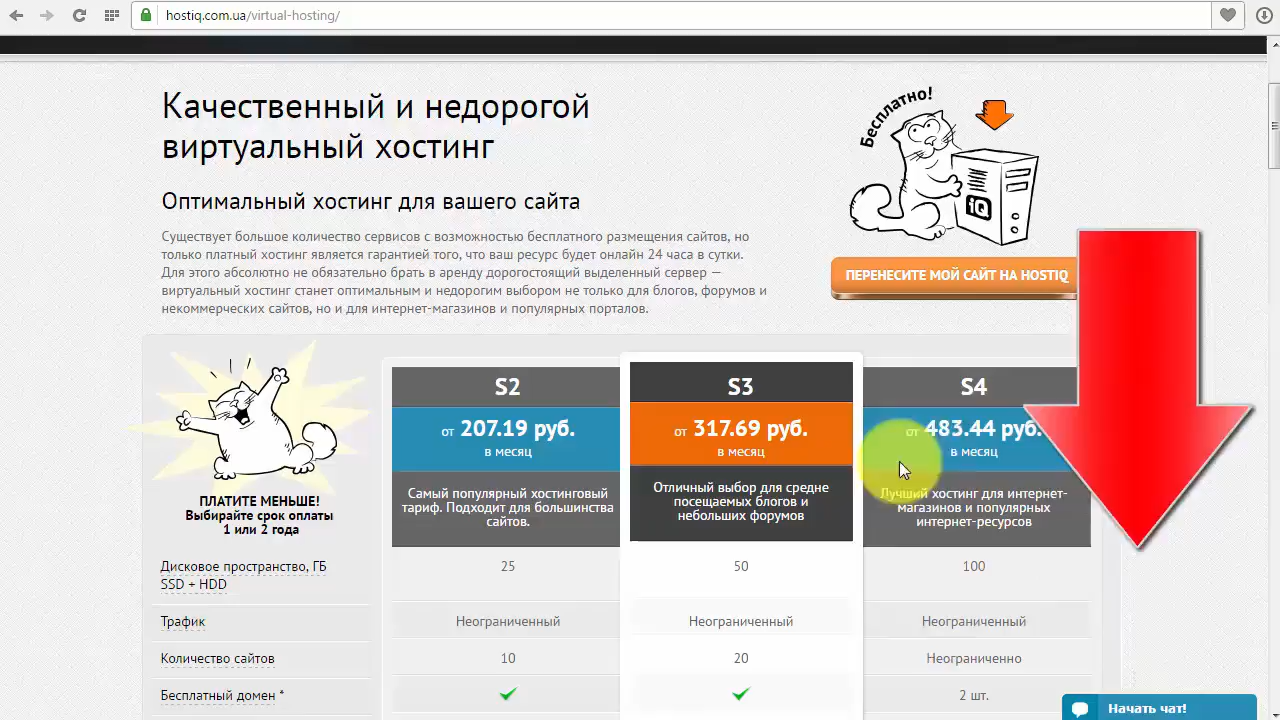 hostiq.com.ua/virtual-hosting/
Качественный и недорогой
виртуальный хостинг
Бесплатно!
iQ
Оптимальный хостинг для вашего сайта
Существует большое количество сервисов с возможностью бесплатного размещения сайтов, но
только платный хостинг является гарантией того, что ваш ресурс будет онлайн 24 часа в сутки.
Для этого абсолютно не обязательно брать в аренду дорогостоящий выделенный сервер —
виртуальный хостинг станет оптимальным и недорогим выбором не только для блогов, форумов и
некоммерческих сайтов, но и для интернет-магазинов и популярных порталов.
ПЕРЕНЕСИТЕ МОЙ САЙТ НА HOSTIQ
ПЛАТИТЕ МЕНЬШЕ!
Выбирайте срок оплаты
1 или 2 года
S2
S3
S4
от 207.19 руб.
в месяц
от 317.69 руб.
в месяц
от 483.44 руб.
в месяц
Самый популярный хостинговый
тариф. Подходит для большинства
сайтов.
Отличный выбор для средне
посещаемых блогов и
небольших форумов
Лучший хостинг для интернет-
магазинов и популярных
интернет-ресурсов
Дисковое пространство, ГБ
SSD + HDD
25
50
100
Трафик
Неограниченный
Неограниченный
Неограниченный
Количество сайтов
10
20
Неограниченно
Бесплатный домен *
2 шт.
Начать чат!